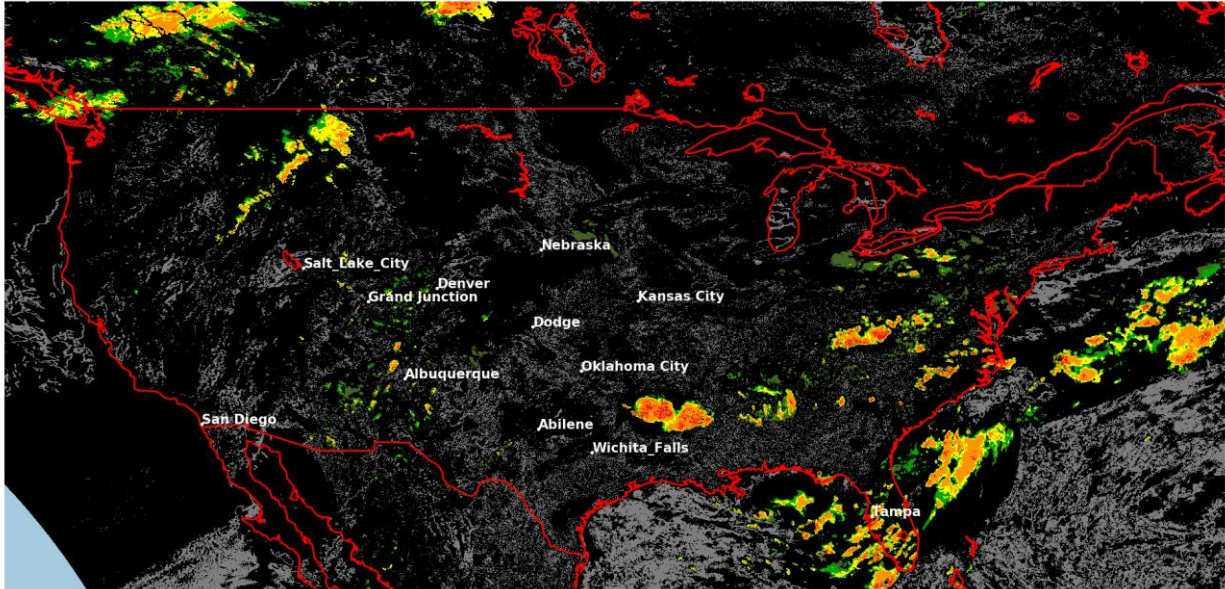 Nebraska
Salt_Lake_City
Denver
Grand Junction
Kansas City
Dodge
Oklahoma City
Albuquerque
San Diego
Abilene
Wichita_Falls
Tampa